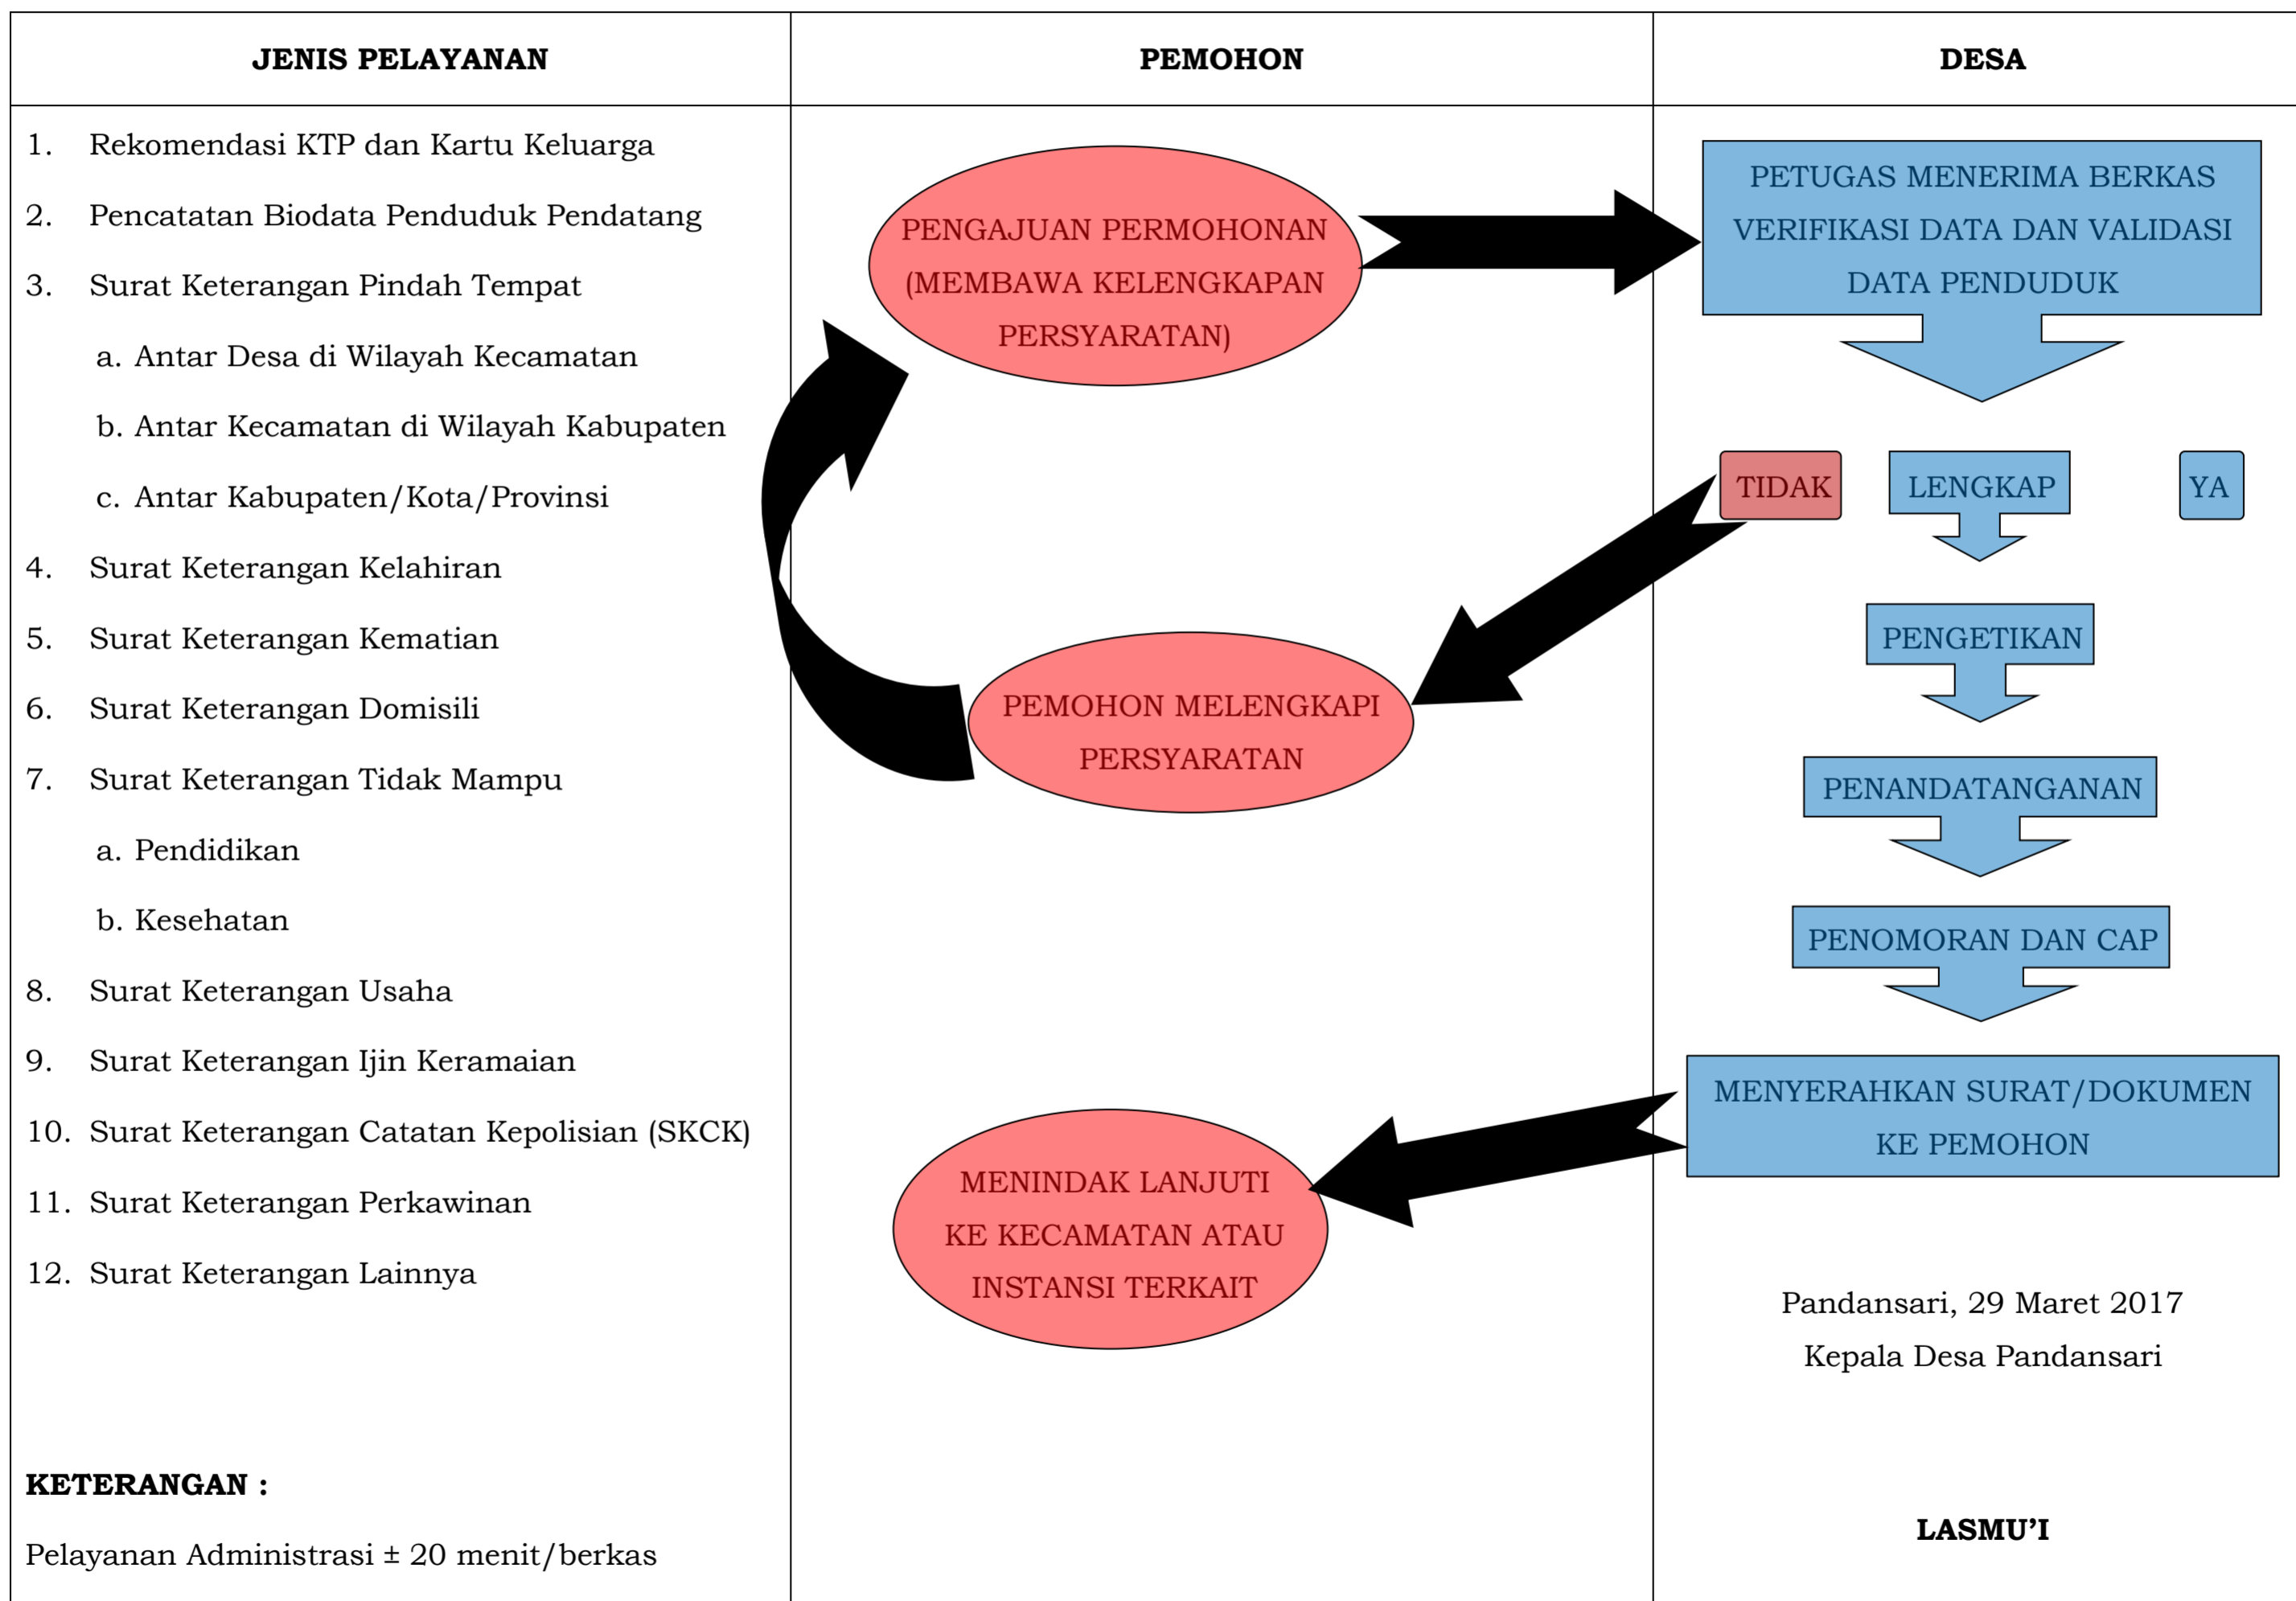 JENIS PELAYANAN
PEMOHON
DESA
1. Rekomendasi KTP dan Kartu Keluarga
2. Pencatatan Biodata Penduduk Pendatang
3. Surat Keterangan Pindah Tempat
a. Antar Desa di Wilayah Kecamatan
b. Antar Kecamatan di Wilayah Kabupaten
c. Antar Kabupaten/Kota/Provinsi
4. Surat Keterangan Kelahiran
5. Surat Keterangan Kematian
6. Surat Keterangan Domisili
7. Surat Keterangan Tidak Mampu
a. Pendidikan
b. Kesehatan
8. Surat Keterangan Usaha
9. Surat Keterangan Ijin Keramaian
10. Surat Keterangan Catatan Kepolisian (SKCK)
11. Surat Keterangan Perkawinan
12. Surat Keterangan Lainnya
KETERANGAN :
Pelayanan Administrasi ± 20 menit/berkas
PENGAJUAN PERMOHONAN
(MEMBAWA KELENGKAPAN
PERSYARATAN)
PEMOHON MELENGKAPI
PERSYARATAN
MENINDAK LANJUTI
KE KECAMATAN ATAU
INSTANSI TERKAIT
PETUGAS MENERIMA BERKAS
VERIFIKASI DATA DAN VALIDASI
DATA PENDUDUK
TIDAK
LENGKAP
YA
PENGETIKAN
PENANDATANGANAN
PENOMORAN DAN CAP
MENYERAHKAN SURAT/DOKUMEN
KE PEMOHON
Pandansari, 29 Maret 2017
Kepala Desa Pandansari
LASMU’I